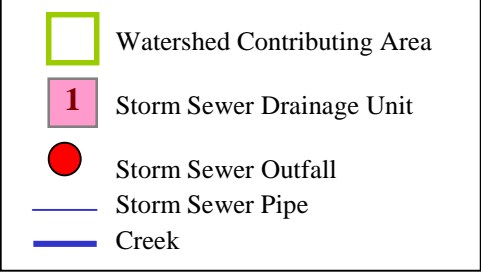 Watershed Contributing Area
1 Storm Sewer Drainage Unit
Storm Sewer Outfall
Storm Sewer Pipe
Creek